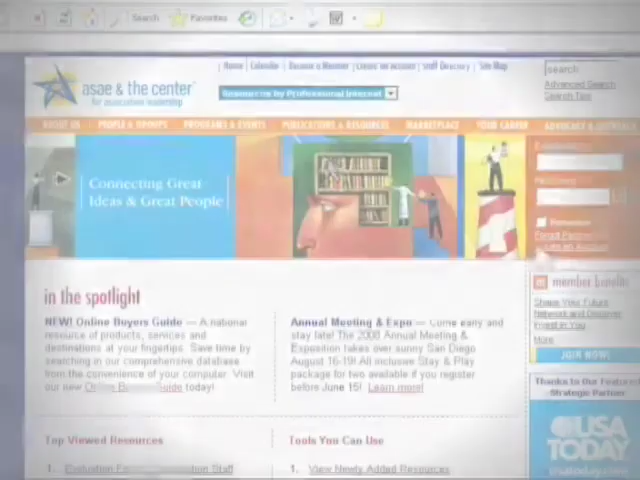 Search Favorites
Home Calendar Become a Member Create an Account Staff Directory Site Map
search
asae & the center
for association leadership
Resources by Professional Interest
Advanced Search
Search Tips
ABOUT US PEOPLE & GROUPS PROGRAMS & EVENTS PUBLICATIONS & RESOURCES MARKETPLACE YOUR CAREER ADVOCACY &
Connecting Great
Ideas & Great People
Remember
Create an Account
in the spotlight
member benefits
NEW! Online Buyers Guide — A national
resource of products, services and
destinations at your fingertips. Save time by
searching in our comprehensive database
from the convenience of your computer. Visit
our new Online Buyers Guide today!
Annual Meeting & Expo — Come early and
stay late! The 2008 Annual Meeting &
Exposition takes over sunny San Diego
August 16-19! All inclusive Stay & Play
package for two available if you register
before June 15! Learn more!
Shape Your Future
Network and Discover
Invest in You
More
JOIN NOW!
Thanks to Our Featured
Strategic Partner
USA
TODAY
usatoday.com
Top Viewed Resources
Tools You Can Use
1. Evaluation Staff
1. View Newly Added Resources